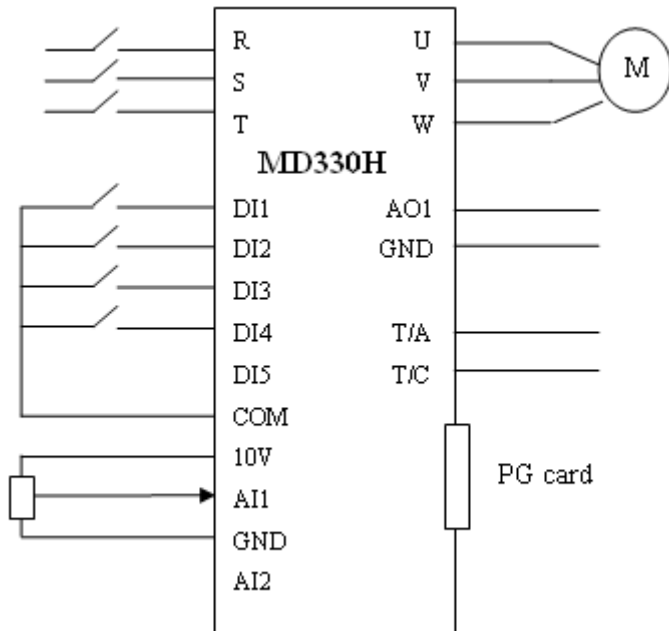 R U
S V
T W
M
MD330H
DI1 AO1
DI2 GND
DI3
DI4 T/A
DI5 T/C
COM
10V
PG card
AI1
GND
AI2